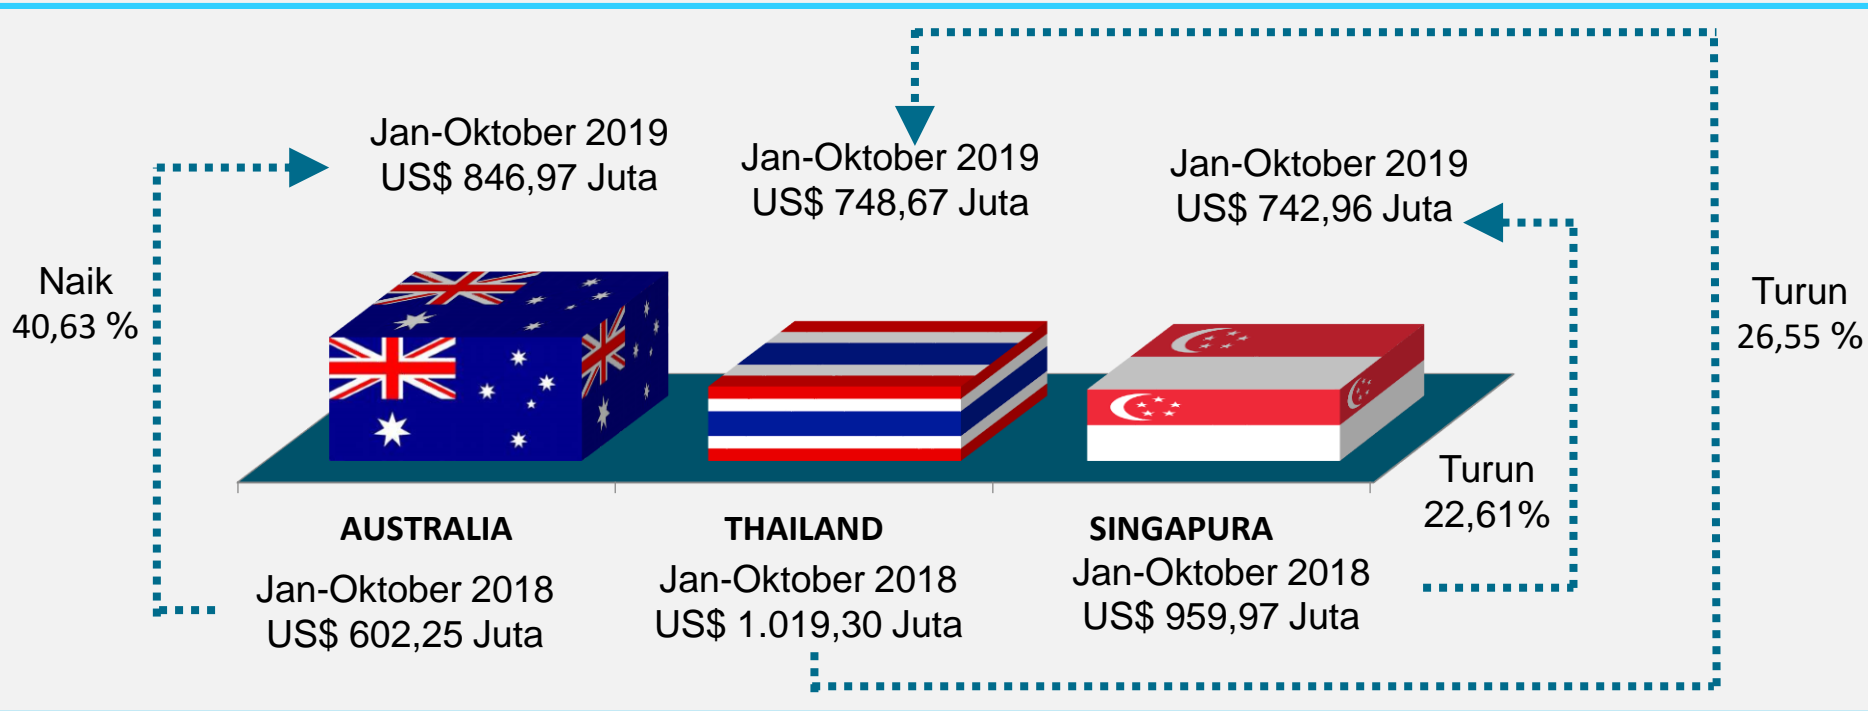 Jan-Oktober 2019
US$ 846,97 Juta
Jan-Oktober 2019
US$ 748,67 Juta
Jan-Oktober 2019
US$ 742,96 Juta
Naik
40,63 %
Turun
26,55 %
Turun
22,61%
AUSTRALIA
Jan-Oktober 2018
US$ 602,25 Juta
THAILAND
Jan-Oktober 2018
US$ 1.019,30 Juta
SINGAPURA
Jan-Oktober 2018
US$ 959,97 Juta